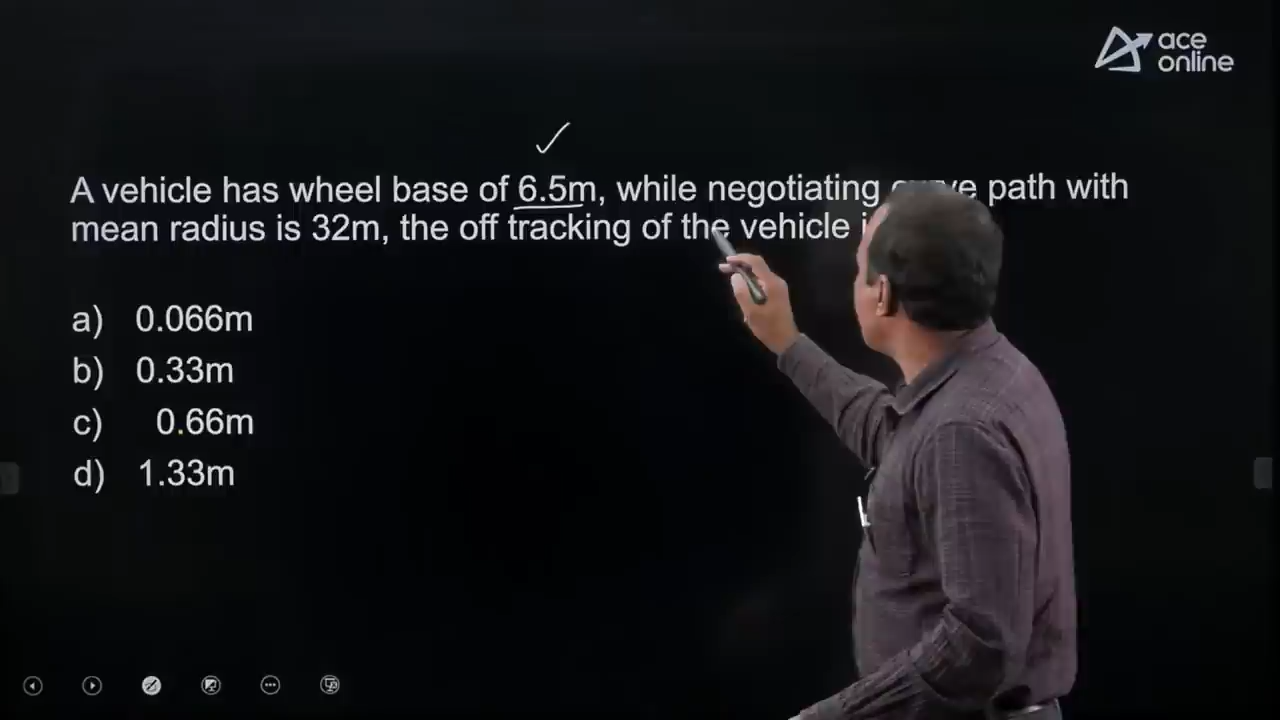 ace
online
A vehicle has wheel base of 6.5m, while negotiating path with
mean radius is 32m, the off tracking of the vehicle
a) 0.066m
b) 0.33m
c) 0.66m
d) 1.33m